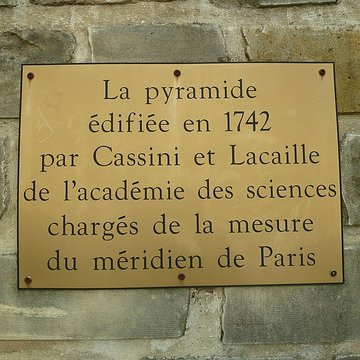 La pyramide
édifiée en 1742
par Cassini et Lacaille
de l'académie des sciences
chargés de la mesure
du méridien de Paris